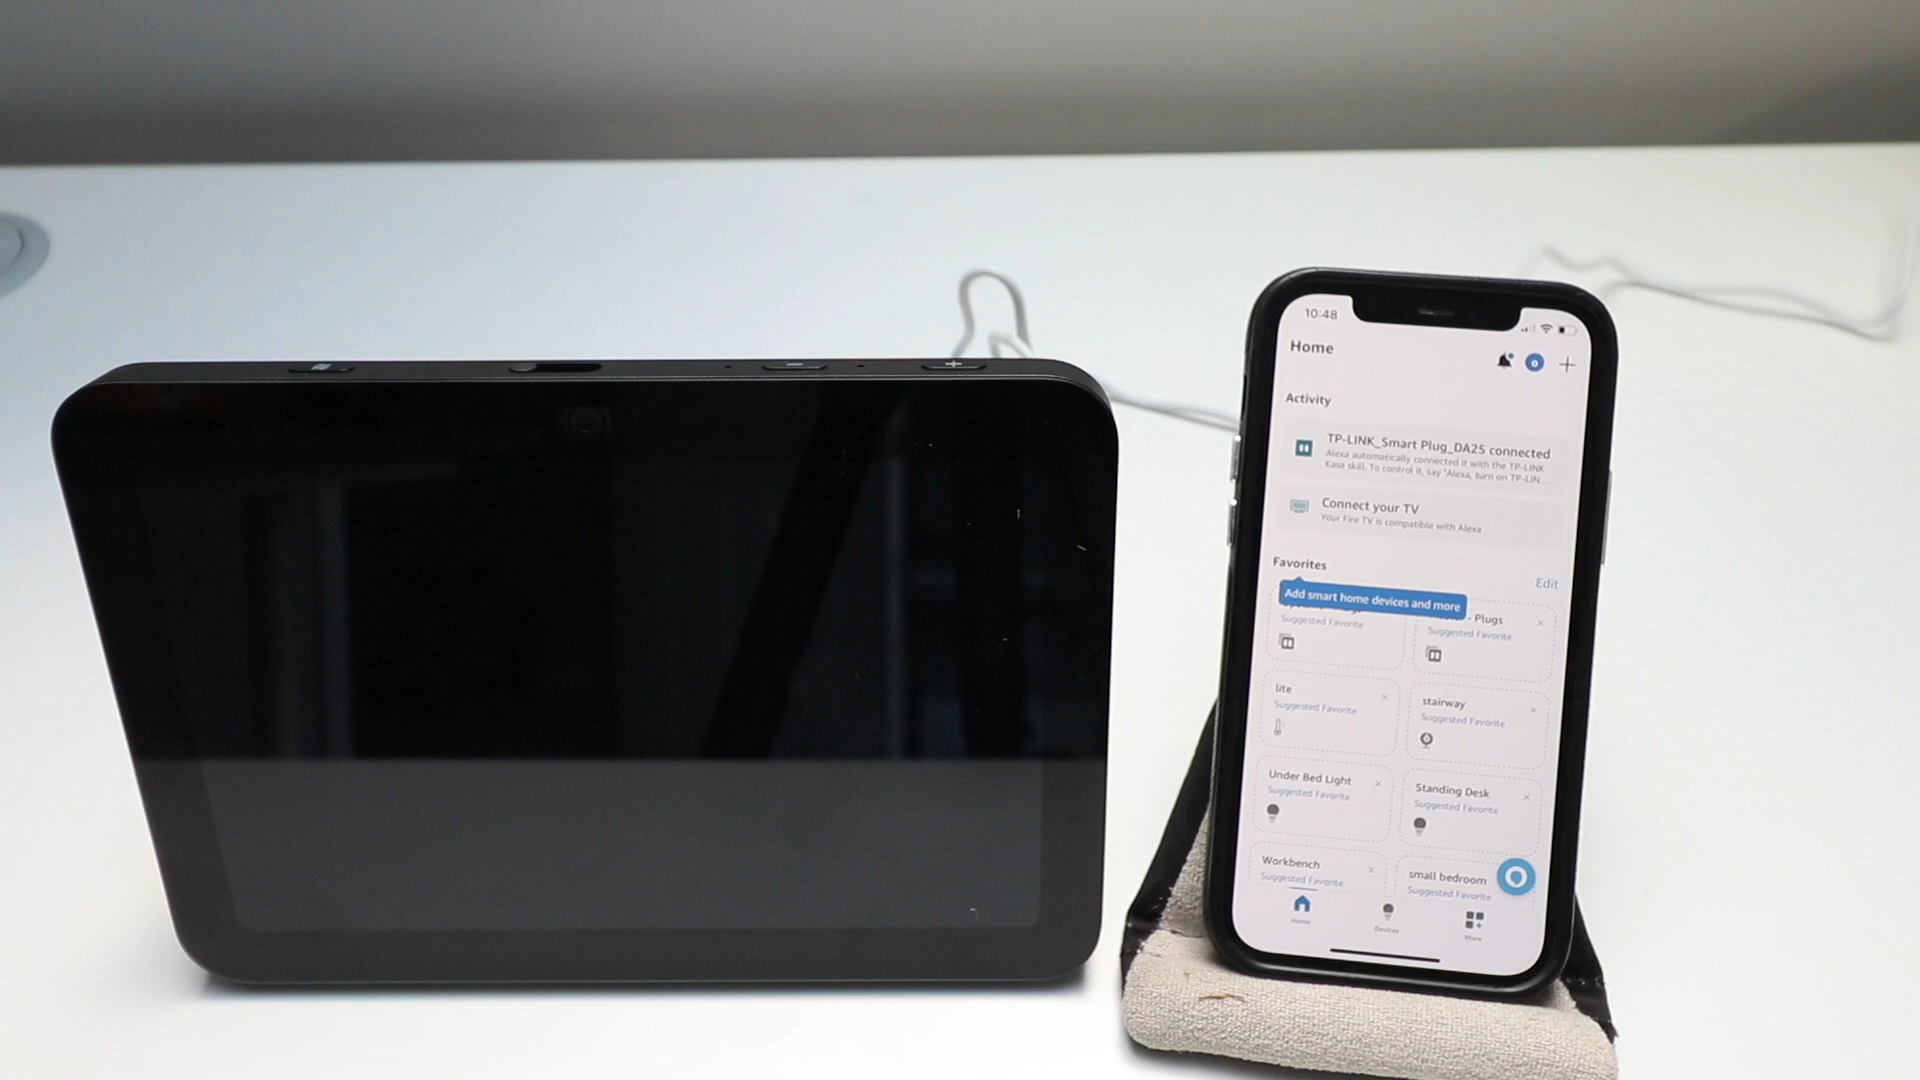 10:48
Home
Activity
TP-LINK_Smart Plug_DA25 connected
Alexa automatically connected it with the TP-LINK
Kasa skill. To control it, say "Alexa, turn on TP-LIN...
Connect your TV
Your Fire TV is compatible with Alexa
Favorites
Edit
Add smart home devices and more
- Plugs
Suggested Favorite
Suggested Favorite
lite
Suggested Favorite
stairway
Suggested Favorite
Under Bed Light
Suggested Favorite
Standing Desk
Suggested Favorite
Workbench
Suggested Favorite
small bedroom
Suggested Favorite
Home
Devices
More